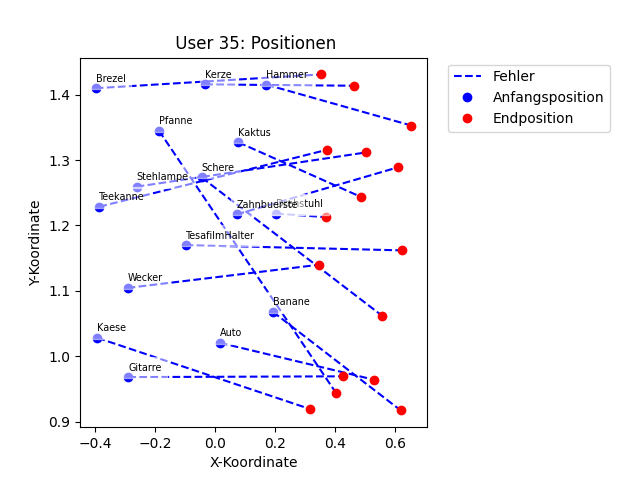 User 35: Positionen
Fehler
Anfangsposition
Endposition
Y-Koordinate
1.4
1.3
1.2
1.1
1.0
0.9
Brezel
Kerze
Hammer
Pfanne
Kaktus
Stehlampe
Schere
Teekanne
Zahnbuerste
Tesafilmhalter
Wecker
Banane
Kaese
Auto
Gitarre
−0.4
−0.2
0.0
0.2
0.4
0.6
X-Koordinate